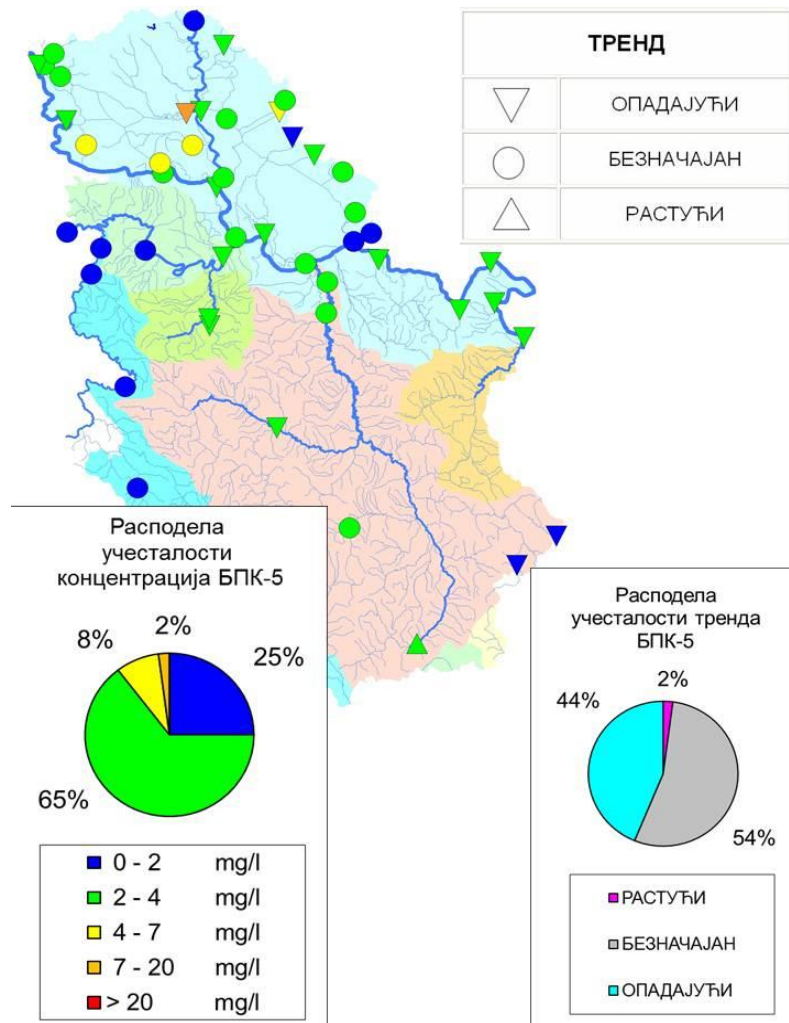 ТРЕНД
ОПАДАЈУЋИ
БЕЗНАЧАЈАН
РАСТУЋИ
Расподела
учесталости
концентрација БПК-5
8%
2%
25%
65%
0 - 2 mg/l
2 - 4 mg/l
4 - 7 mg/l
7 - 20 mg/l
> 20 mg/l
Расподела
учесталости тренда
БПК-5
2%
44%
54%
РАСТУЋИ
БЕЗНАЧАЈАН
ОПАДАЈУЋИ